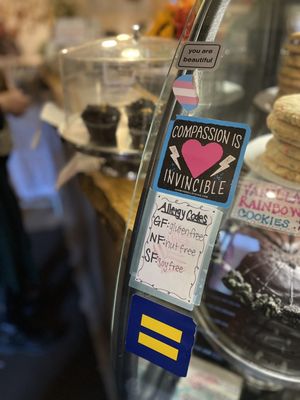 you are
beautiful
COMPASSION IS
INVINCIBLE
Allergy Codes
GF=gluten free
NF=nut free
SF=soy free
VANILLA
RAINBOW
COOKIES!